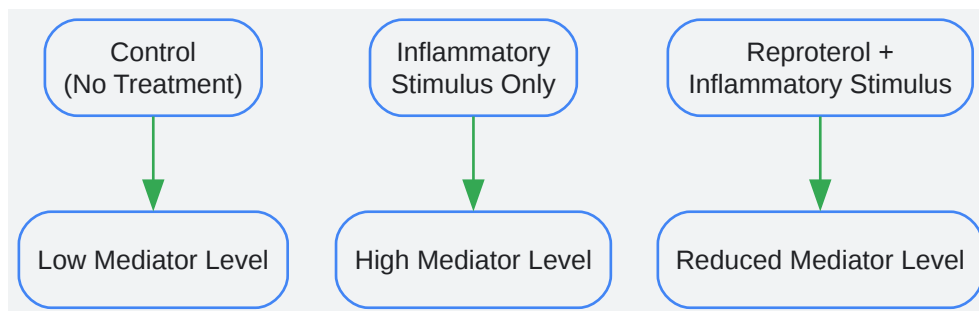 Control
(No Treatment)
Inflammatory
Stimulus Only
Reproterol +
Inflammatory Stimulus
Low Mediator Level
High Mediator Level
Reduced Mediator Level